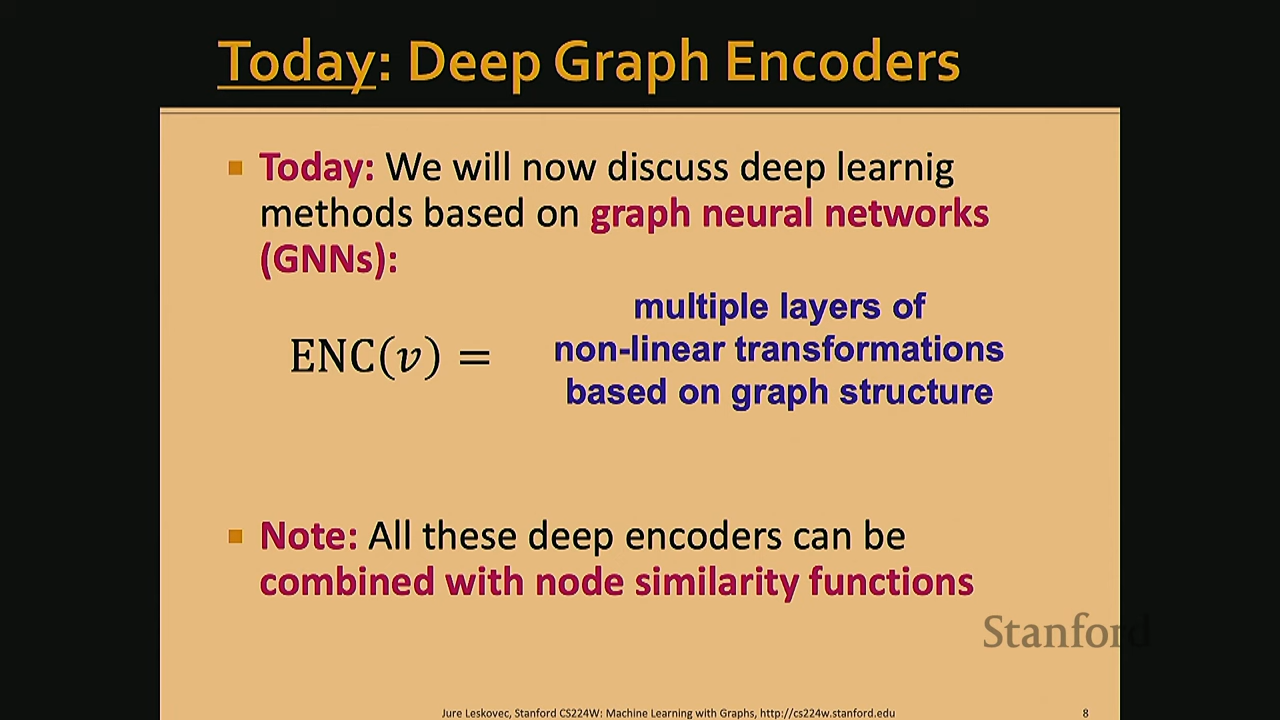 Today: Deep Graph Encoders
Today: We will now discuss deep learnig
methods based on graph neural networks
(GNNs):
ENC(v) =
multiple layers of
non-linear transformations
based on graph structure
Note: All these deep encoders can be
combined with node similarity functions
Stanford
Jure Leskovec, Stanford CS224W: Machine Learning with Graphs, http://cs224w.stanford.edu
8